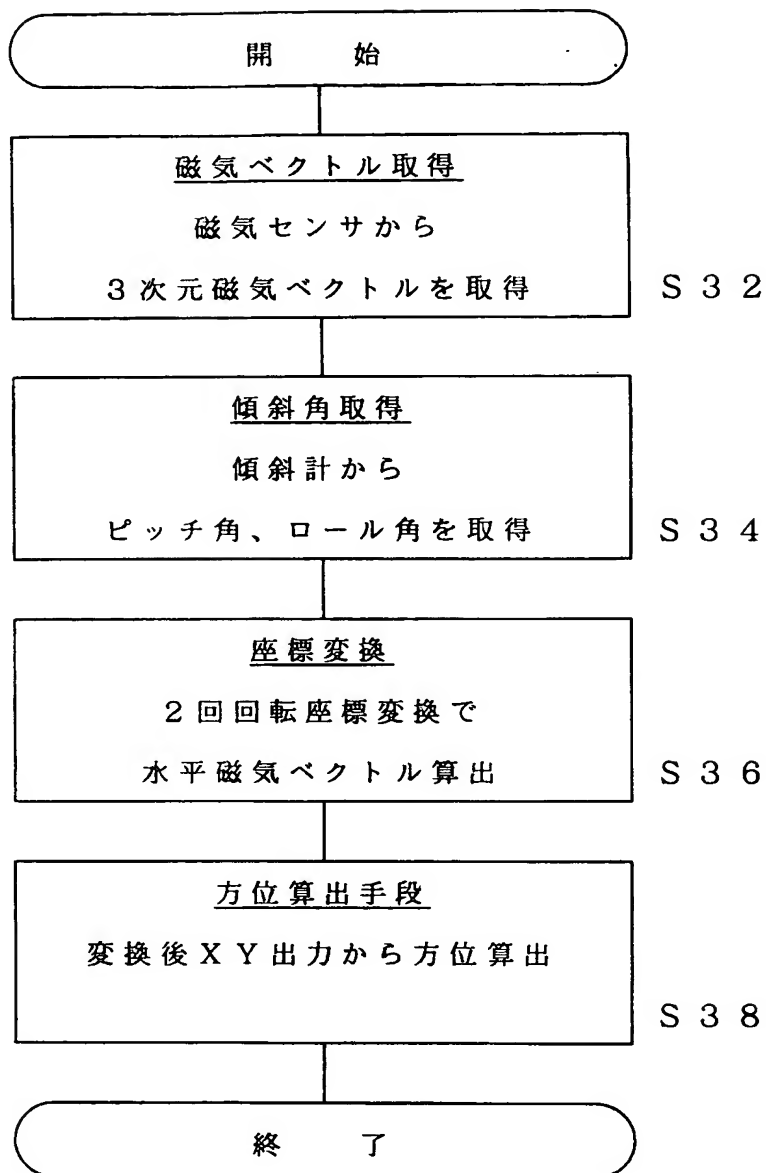 開 始
磁気ベクトル取得
磁気センサから
3次元磁気ベクトルを取得
S32
傾斜角取得
傾斜計から
ピッチ角、ロール角を取得
S34
座標変換
2回回転座標変換で
水平磁気ベクトル算出
S36
方位算出手段
変換後XY出力から方位算出
S38
終 了